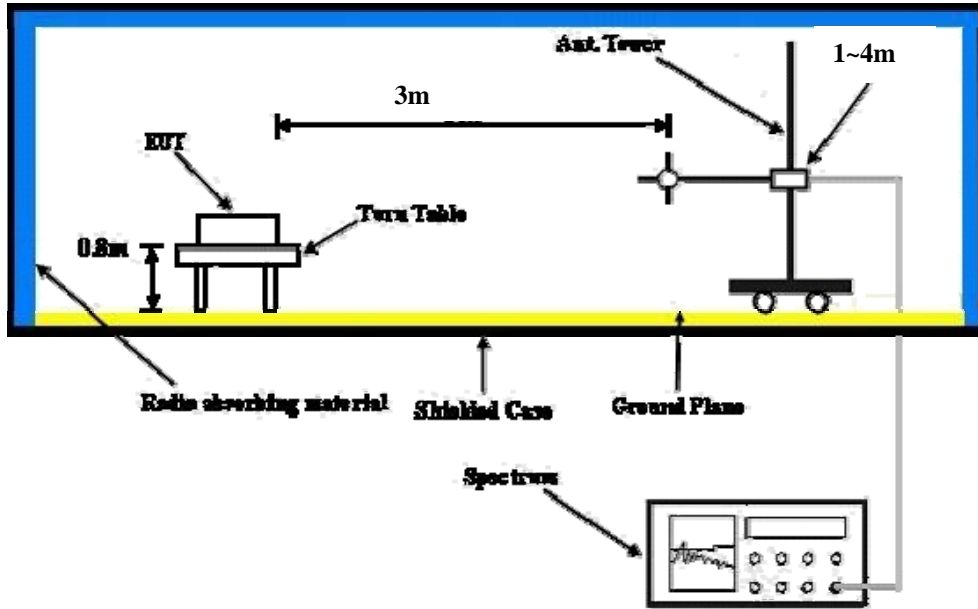 Ant. Tower
1~4m
3m
EUT
Turn Table
0.8m
Radio absorbing material
Shielded Case
Ground Plane
Spectrum